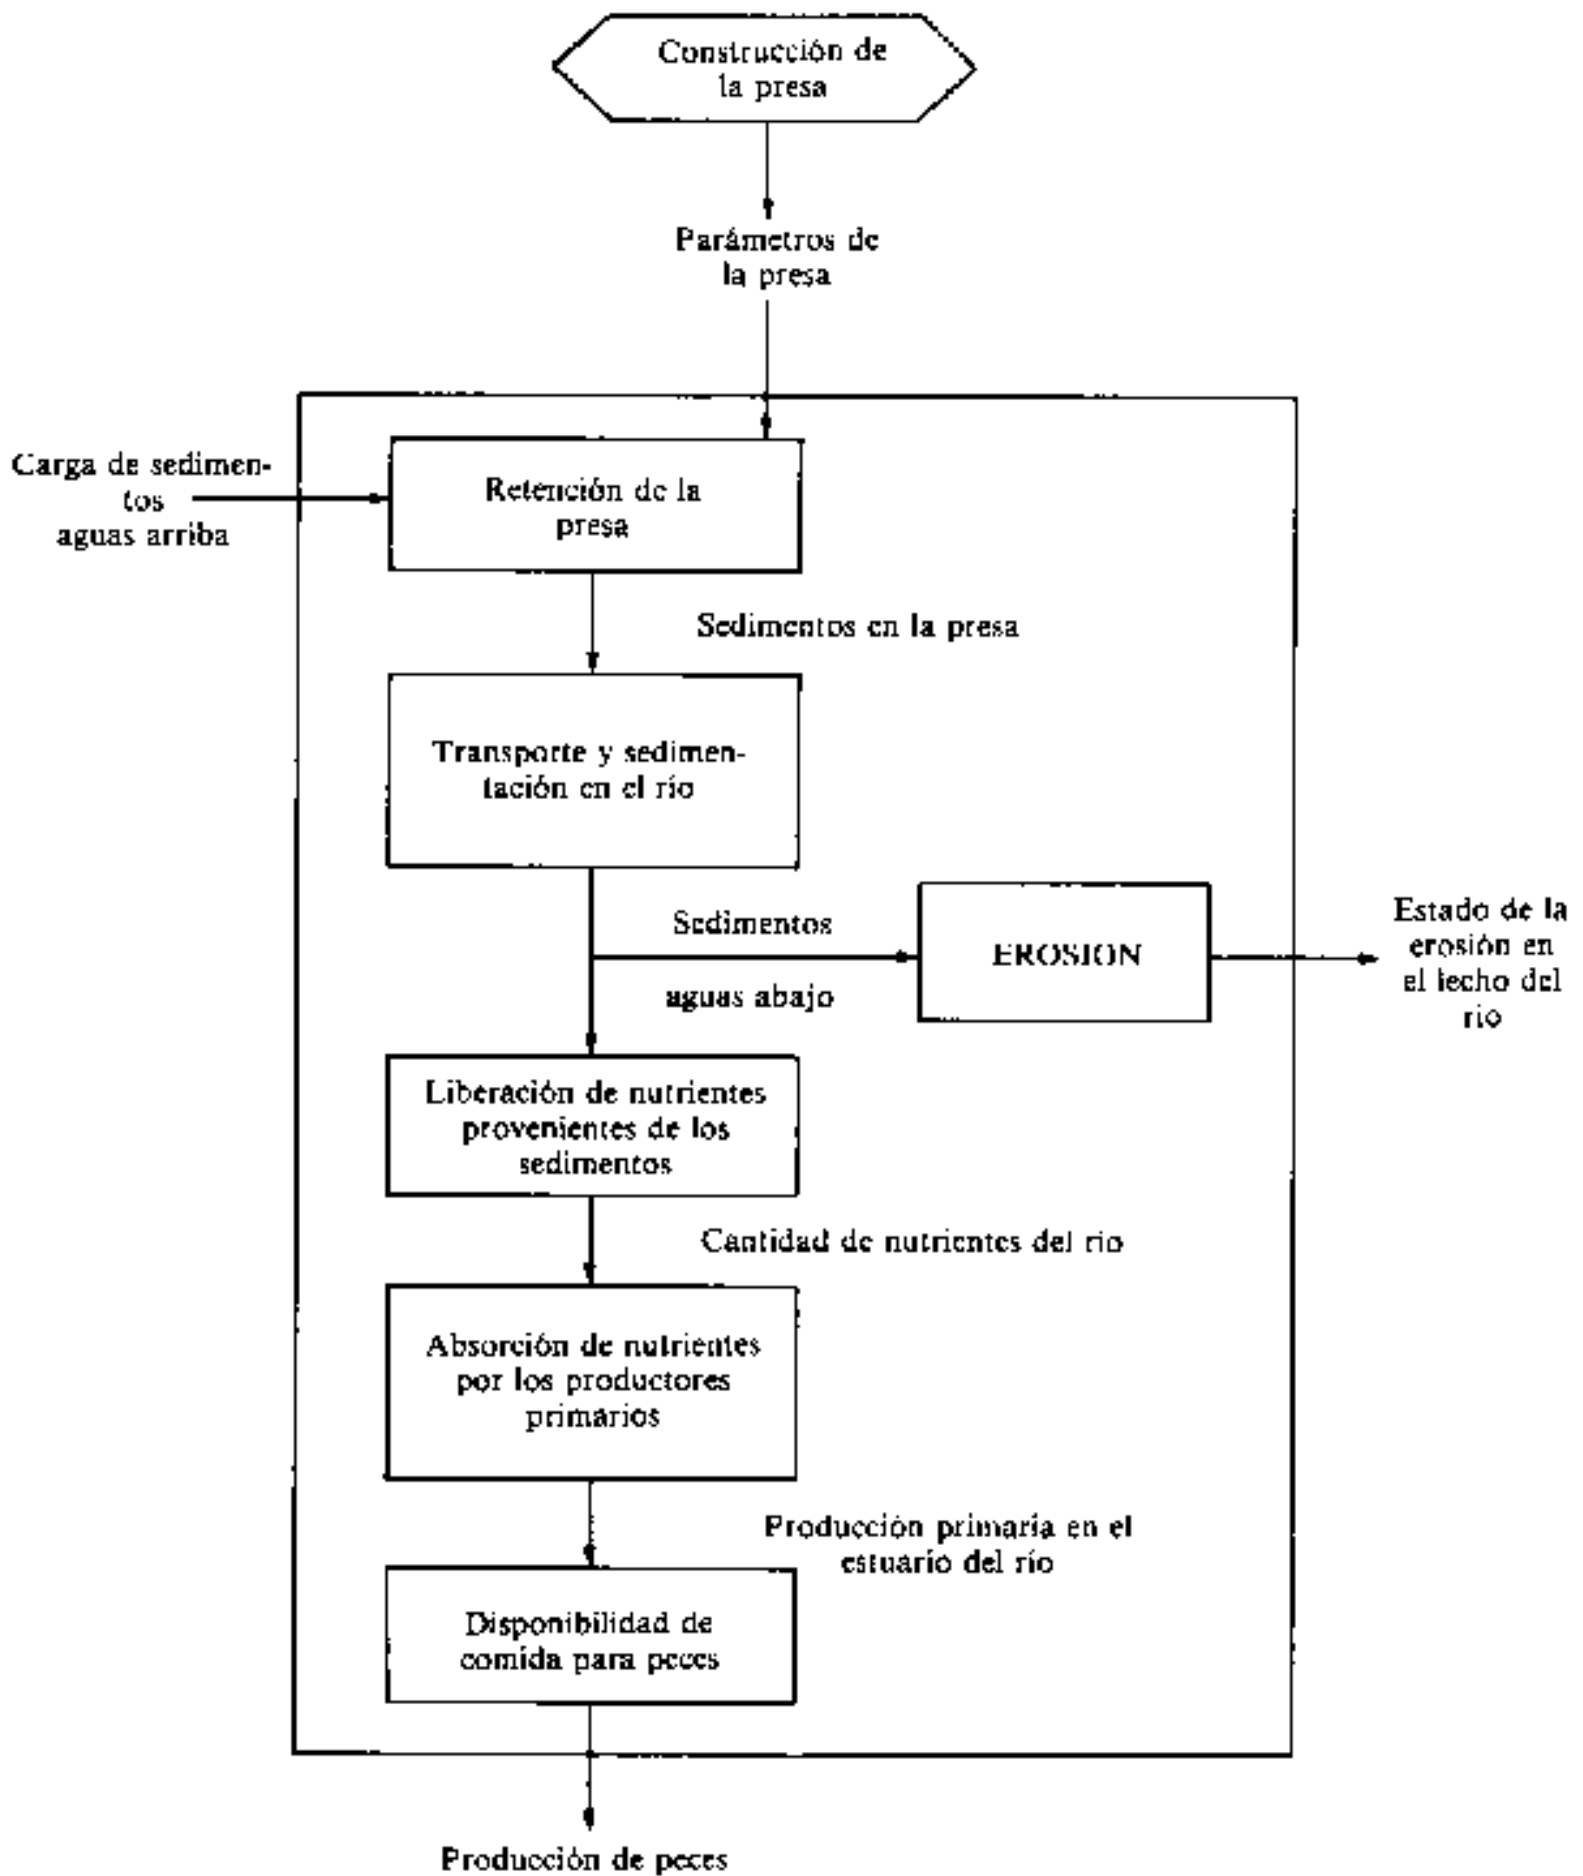 Construcción de
la presa
Parámetros de
la presa
Carga de sedimen-
tos
aguas arriba
Retención de la
presa
Sedimentos en la presa
Transporte y sedimen-
tación en el río
Sedimentos
aguas abajo
EROSION
Estado de la
erosión en
el lecho del
río
Liberación de nutrientes
provenientes de los
sedimentos
Cantidad de nutrientes del río
Absorción de nutrientes
por los productores
primarios
Producción primaria en el
estuario del río
Disponibilidad de
comida para peces
Producción de peces